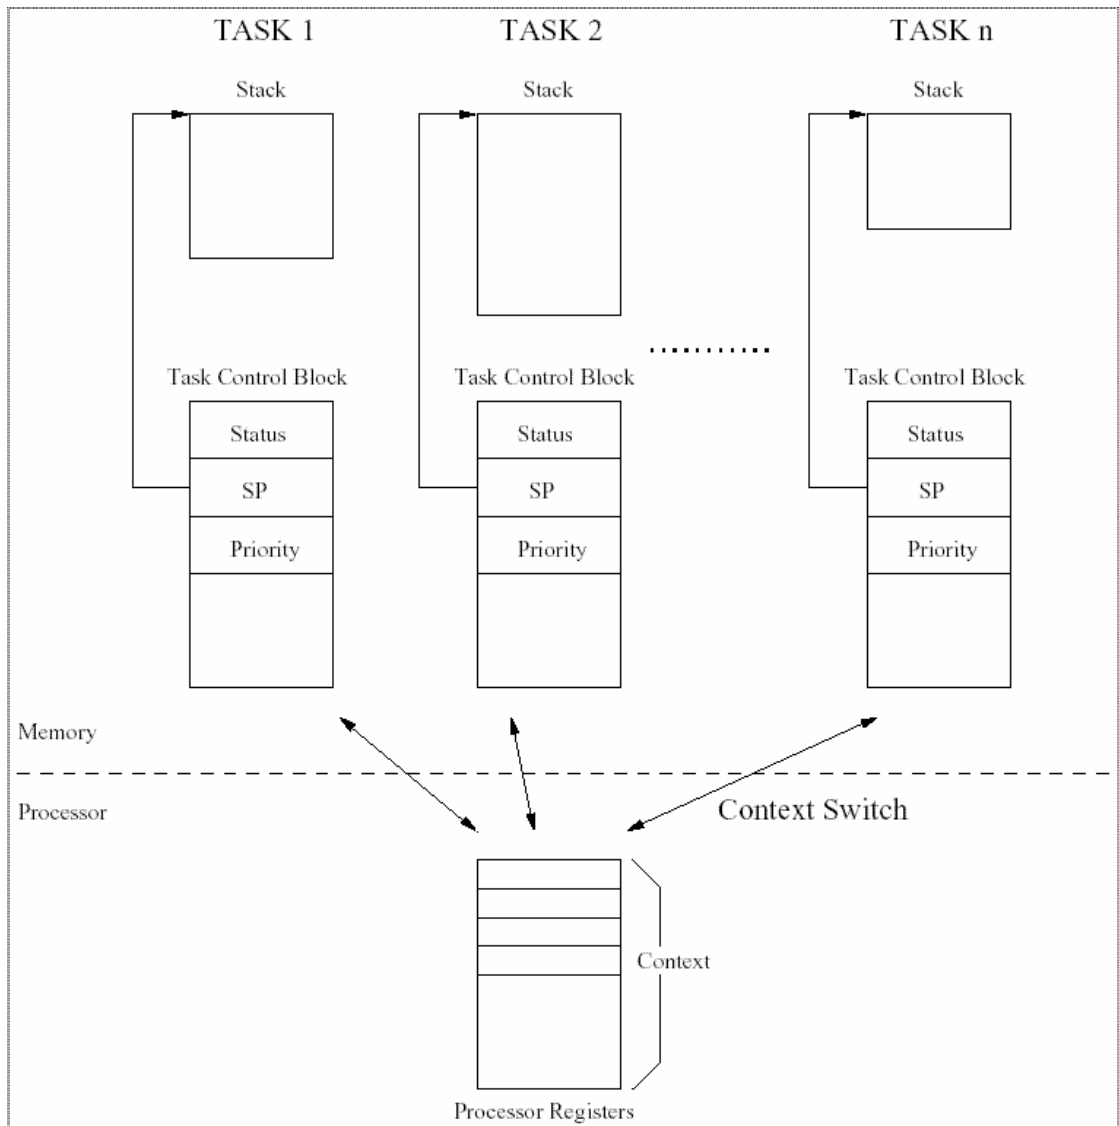 TASK 1
TASK 2
TASK n
Stack
Stack
Stack
Task Control Block
Task Control Block
Task Control Block
Status
Status
Status
SP
SP
SP
Priority
Priority
Priority
Memory
Processor
Context Switch
Context
Processor Registers